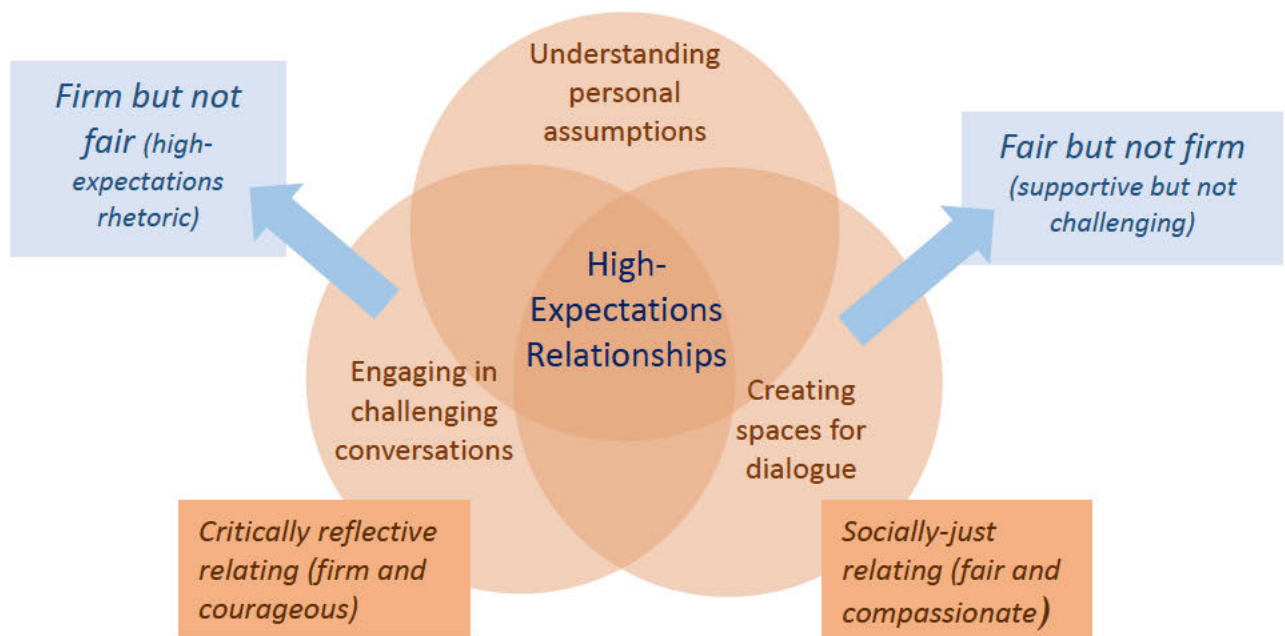 Understanding
personal
assumptions
Firm but not
fair (high-
expectations
rhetoric)
Fair but not firm
(supportive but not
challenging)
High-
Expectations
Relationships
Engaging in
challenging
conversations
Creating
spaces for
dialogue
Critically reflective
relating (firm and
courageous)
Socially-just
relating (fair and
compassionate)